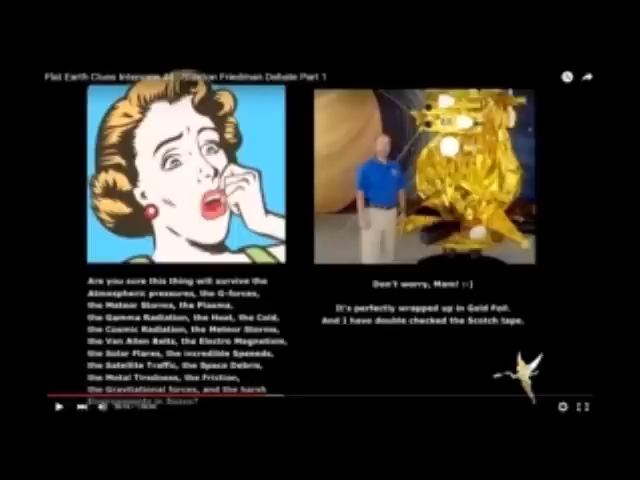 Flat Earth Clues Interview Friedman Debate Part 1
Are you sure this thing will survive the
Atmospheric pressures, the G-forces,
the Meteor Storms, the Plasma,
the Gamma Radiation, the Heat, the Cold,
the Cosmic Radiation, the Meteor Storms,
the Van Allen Belts, the Electro Magnetism,
the Solar Flares, the incredible Speeds,
the Satellite Traffic, the Space Debris,
the Metal Tiredness, the Friction,
the Gravitational forces, and the harsh
in Space?
Don't worry, Mam! :-)
It's perfectly wrapped up in Gold Foil.
And I have double checked the Scotch tape.